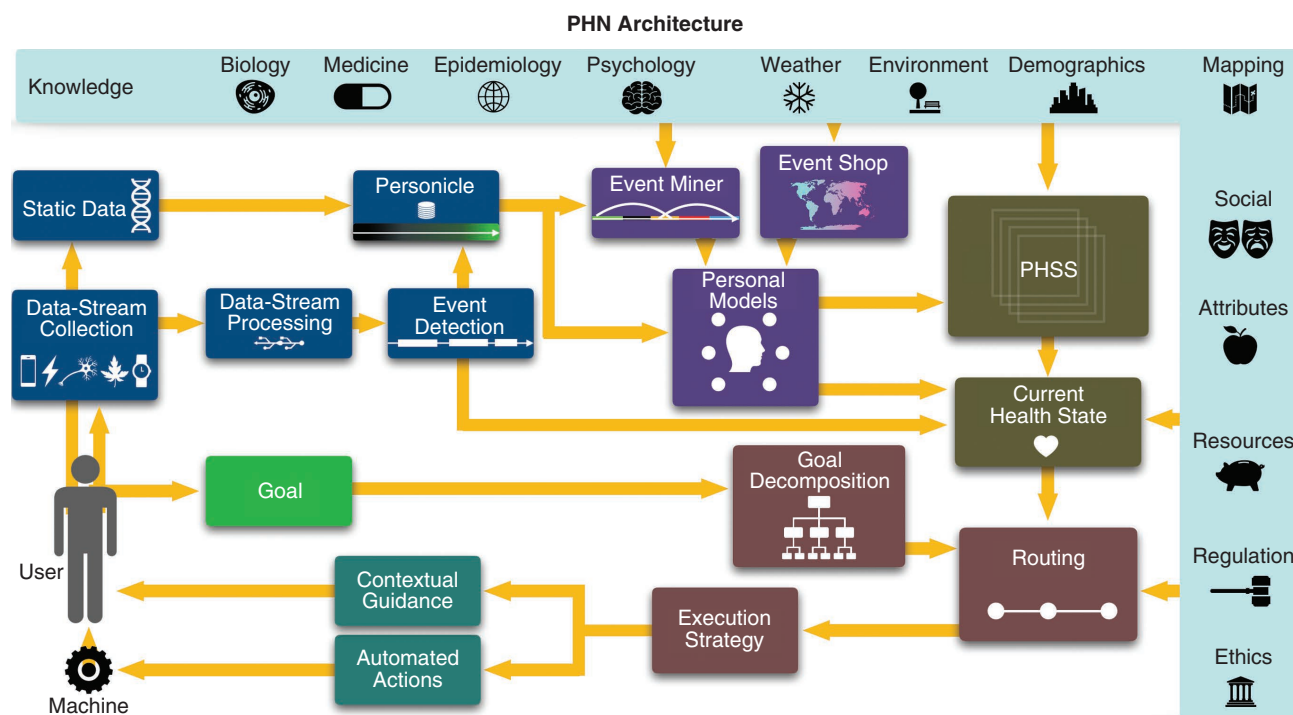 PHN Architecture
Knowledge
Biology
Medicine
Epidemiology
Psychology
Weather
Environment
Demographics
Mapping
Static Data
Personicle
Event Miner
Event Shop
PHSS
Social
Data-Stream
Collection
Data-Stream
Processing
Event
Detection
Personal
Models
Attributes
Current
Health State
Resources
Goal
Goal
Decomposition
User
Contextual
Guidance
Execution
Strategy
Routing
Regulation
Automated
Actions
Machine
Ethics